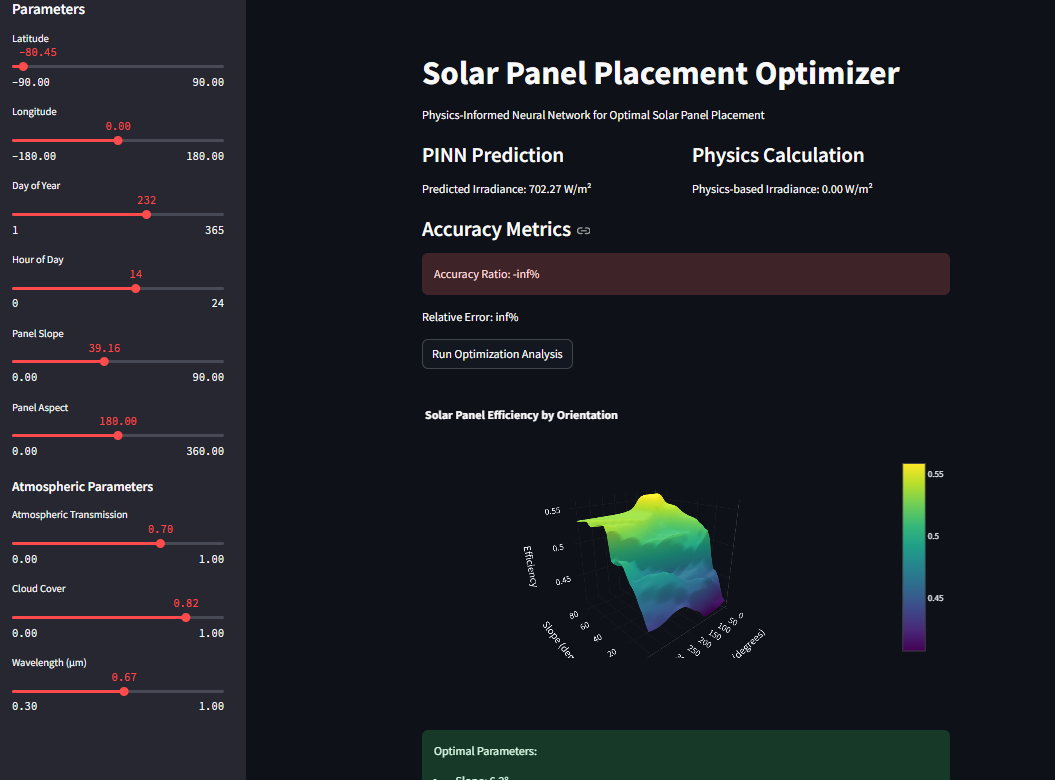 Parameters
Latitude
-80.45
-90.00 90.00
Longitude
0.00
-180.00 180.00
Day of Year
232
1 365
Hour of Day
14
0 24
Panel Slope
39.16
0.00 90.00
Panel Aspect
180.00
0.00 360.00
Atmospheric Parameters
Atmospheric Transmission
0.70
0.00 1.00
Cloud Cover
0.82
0.00 1.00
Wavelength (μm)
0.67
0.30 1.00
Solar Panel Placement Optimizer
Physics-Informed Neural Network for Optimal Solar Panel Placement
PINN Prediction
Predicted Irradiance: 702.27 W/m²
Physics Calculation
Physics-based Irradiance: 0.00 W/m²
Accuracy Metrics
Accuracy Ratio: -inf%
Relative Error: inf%
Run Optimization Analysis
Solar Panel Efficiency by Orientation
0.55
0.5
0.45
Efficiency
80
60
40
20
Slope
0
50
100
150
200
250
(degrees)
0.55
0.5
0.45
Optimal Parameters: